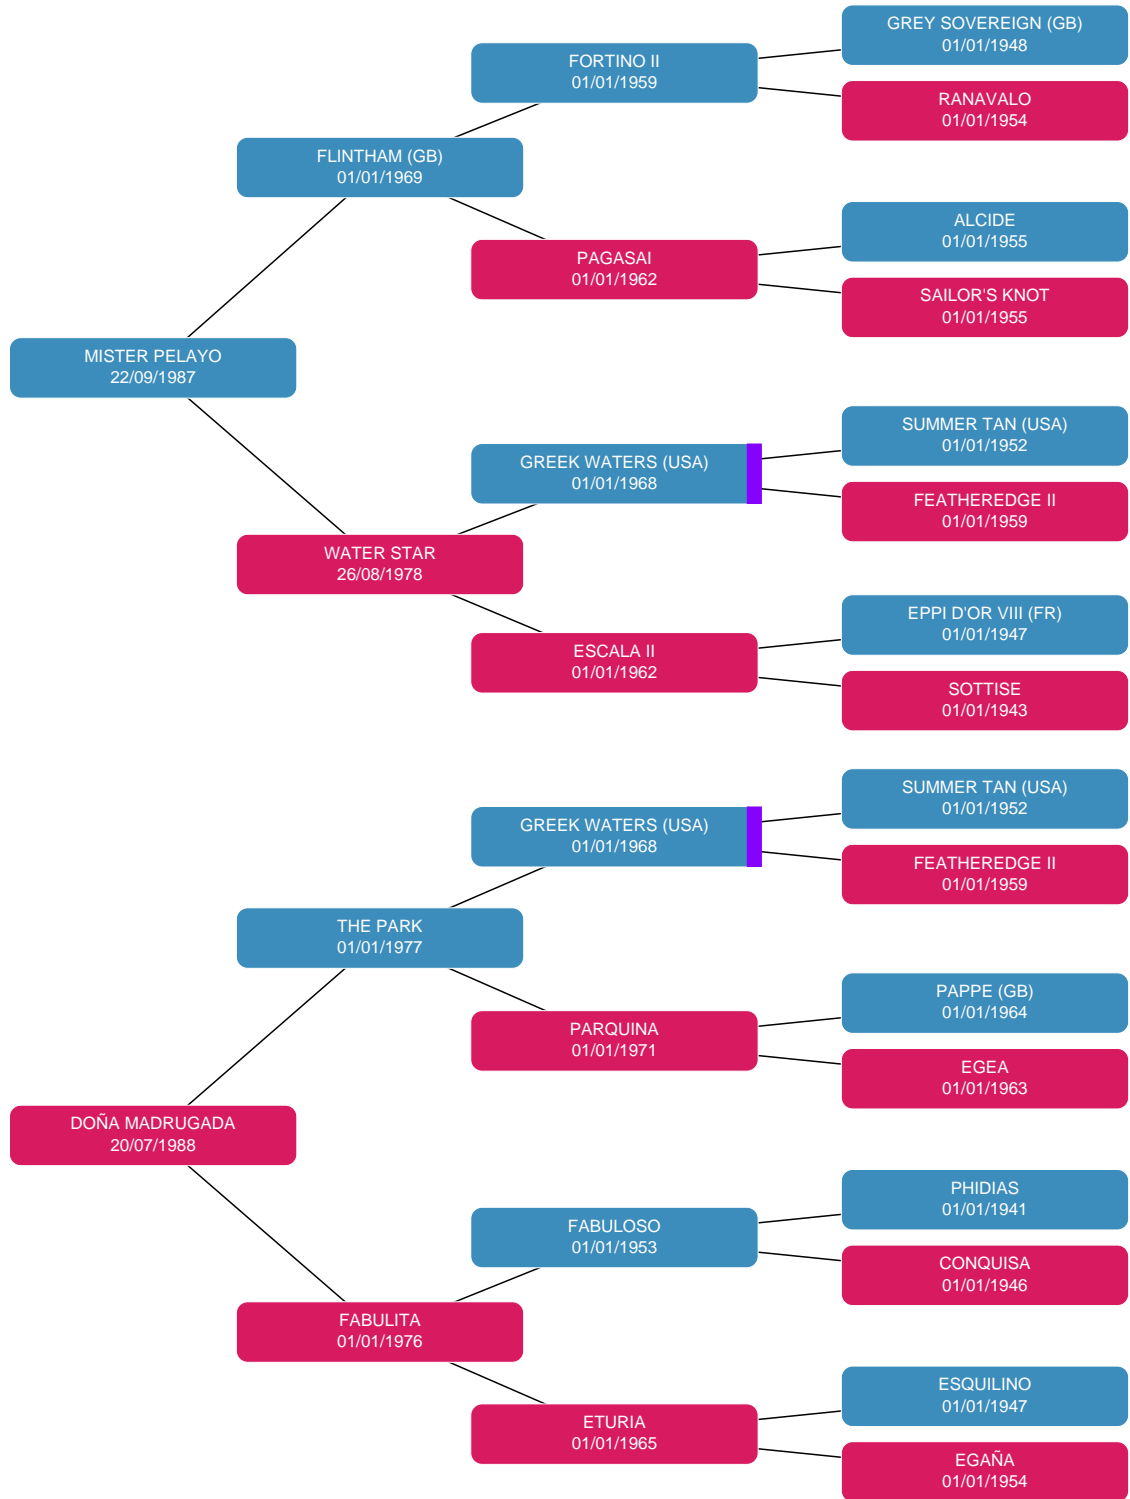 GREY SOVEREIGN (GB)
01/01/1948
FORTINO II
01/01/1959
RANAVALO
01/01/1954
FLINTHAM (GB)
01/01/1969
ALCIDE
01/01/1955
PAGASAI
01/01/1962
SAILOR'S KNOT
01/01/1955
MISTER PELAYO
22/09/1987
SUMMER TAN (USA)
01/01/1952
GREEK WATERS (USA)
01/01/1968
FEATHEREDGE II
01/01/1959
WATER STAR
26/08/1978
EPPI D'OR VIII (FR)
01/01/1947
ESCALA II
01/01/1962
SOTTISE
01/01/1943
SUMMER TAN (USA)
01/01/1952
GREEK WATERS (USA)
01/01/1968
FEATHEREDGE II
01/01/1959
THE PARK
01/01/1977
PAPPE (GB)
01/01/1964
PARQUINA
01/01/1971
EGEA
01/01/1963
DOÑA MADRUGADA
20/07/1988
PHIDIAS
01/01/1941
FABULOSO
01/01/1953
CONQUISA
01/01/1946
FABULITA
01/01/1976
ESQUILINO
01/01/1947
ETURIA
01/01/1965
EGAÑA
01/01/1954